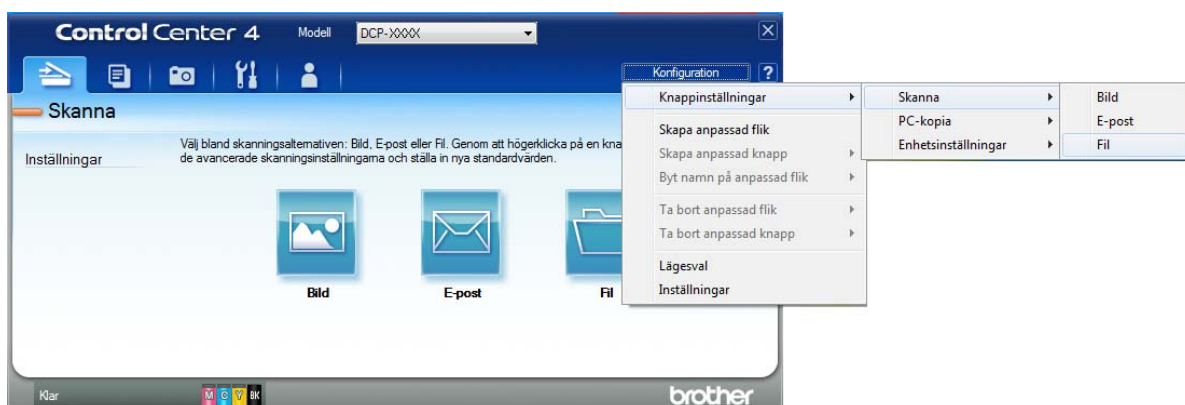 Control Center 4
Modell
DCP-XXXX
Konfiguration
?
Skanna
Inställningar
Välj bland skanningsalternativen: Bild, E-post eller Fil. Genom att högerklicka på en kna
de avancerade skanningsinställningarna och ställa in nya standardvärden.
Bild
E-post
Fil
Knappinställningar
Skapa anpassad flik
Skapa anpassad knapp
Byt namn på anpassad flik
Ta bort anpassad flik
Ta bort anpassad knapp
Lägesval
Inställningar
Skanna
PC-kopia
Enhetsinställningar
Bild
E-post
Fil
Klar
M C Y BK
brother